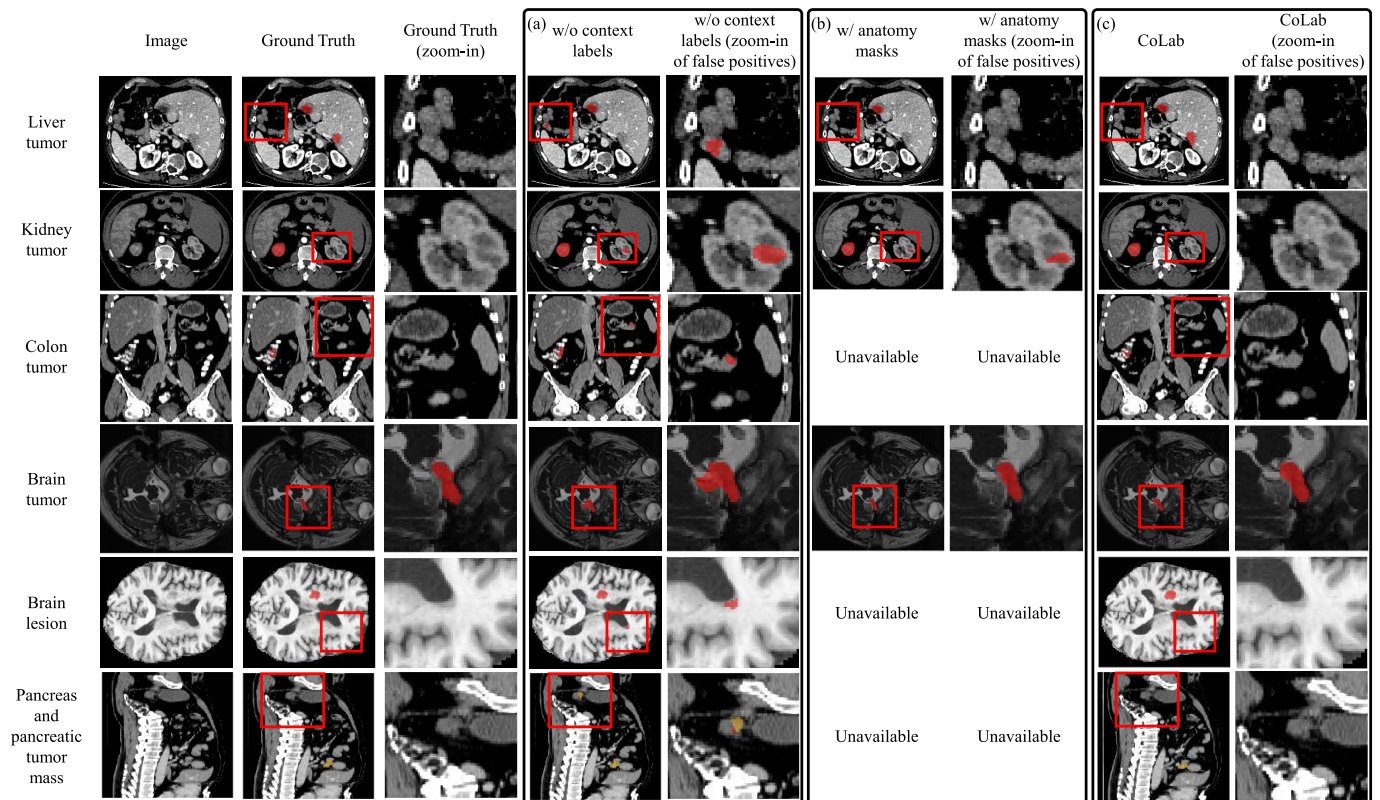 Image
Ground Truth
Ground Truth
(zoom-in)
(a)
w/o context
labels
w/o context
labels (zoom-in
of false positives)
(b)
w/ anatomy
masks
w/ anatomy
masks (zoom-in
of false positives)
(c)
CoLab
CoLab
(zoom-in
of false positives)
Liver
tumor
Kidney
tumor
Colon
tumor
Unavailable
Unavailable
Brain
tumor
Brain
lesion
Unavailable
Unavailable
Pancreas
and
pancreatic
tumor
mass
Unavailable
Unavailable